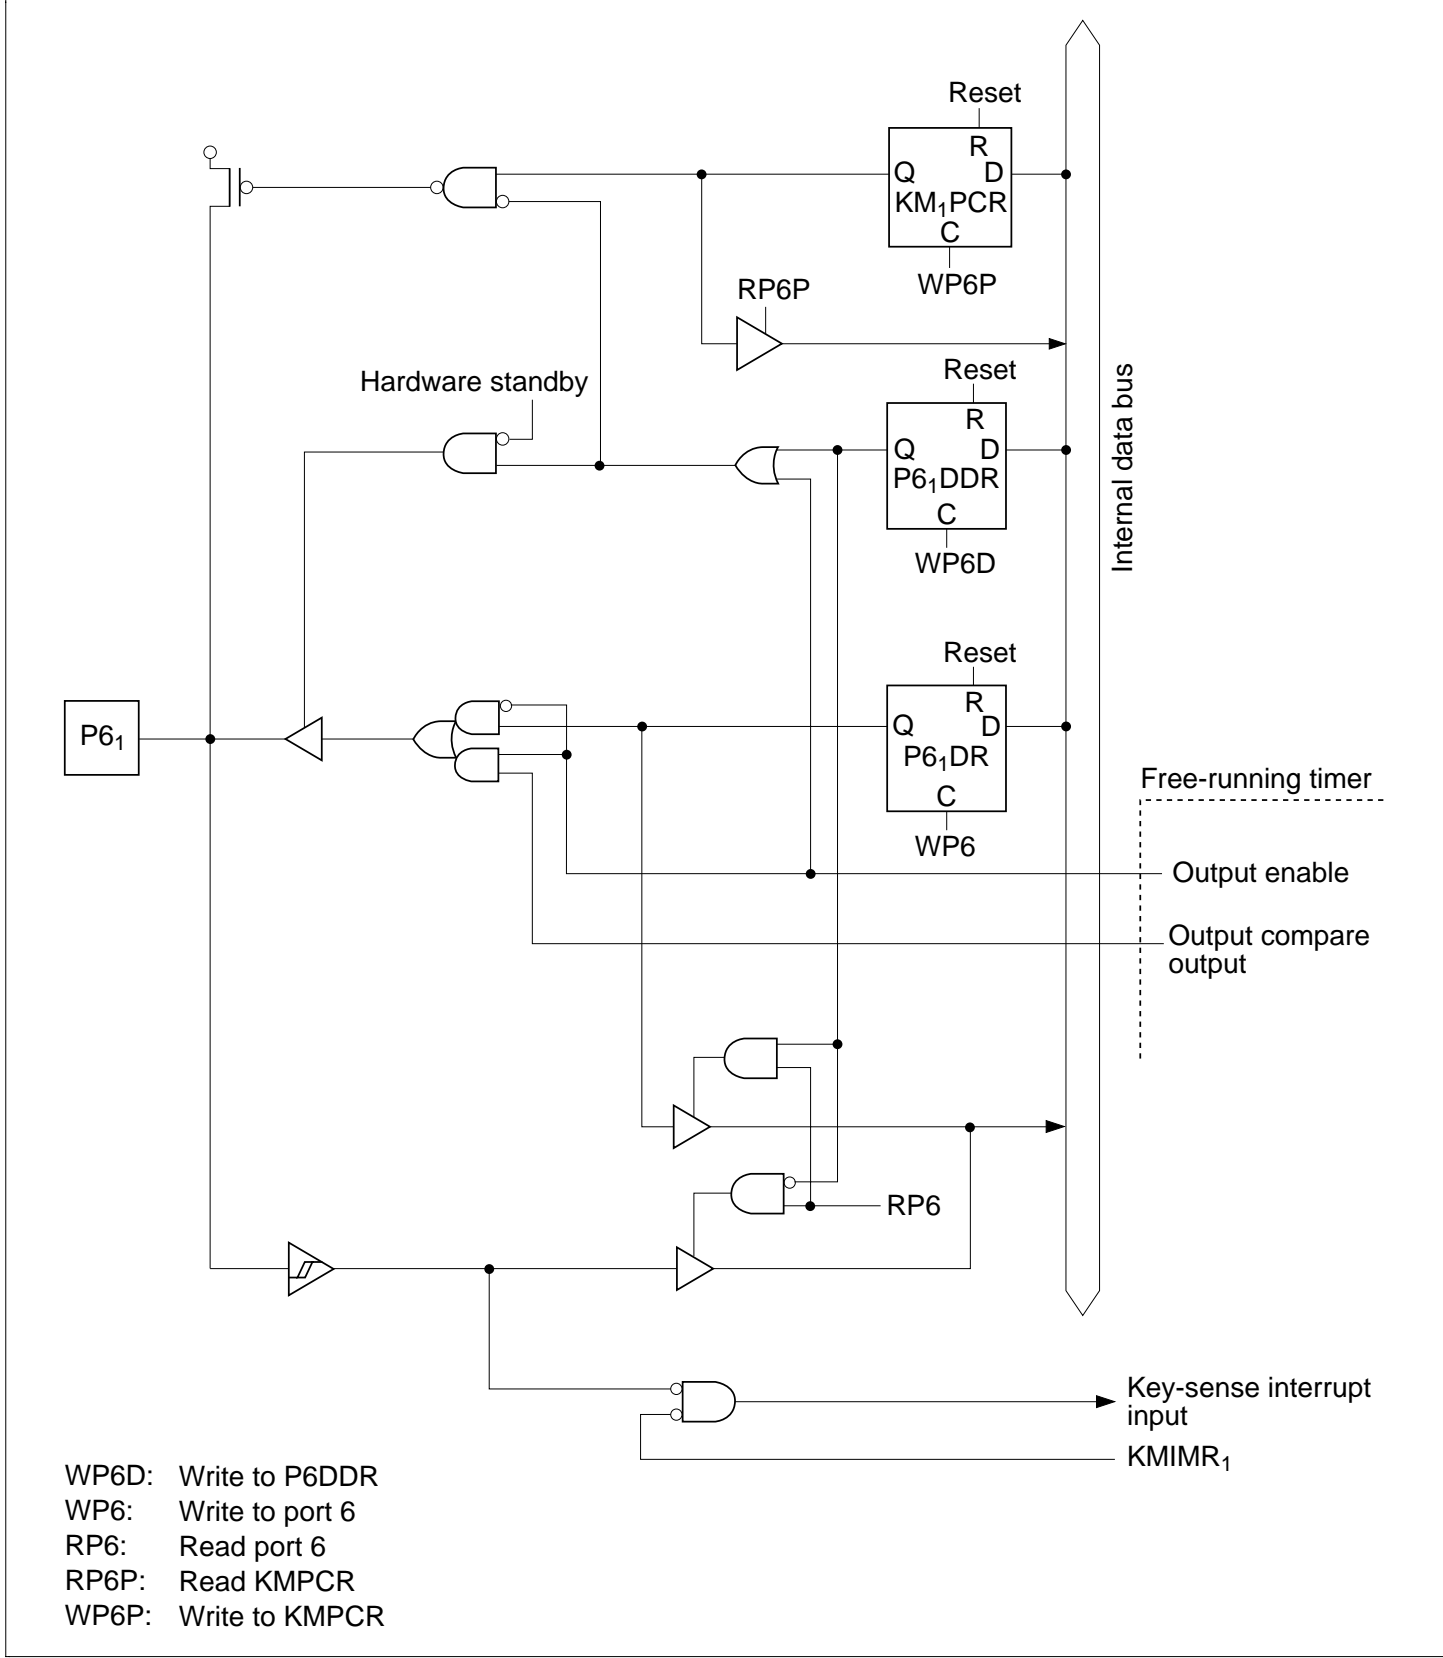 Reset
R
Q D
KM1PCR
C
WP6P
RP6P
Reset
Hardware standby
R
Q D
P61DDR
C
WP6D
Internal data bus
Reset
R
Q D
P61DR
C
WP6
P61
Free-running timer
Output enable
Output compare
output
RP6
Key-sense interrupt
input
KMIMR1
WP6D: Write to P6DDR
WP6: Write to port 6
RP6: Read port 6
RP6P: Read KMPCR
WP6P: Write to KMPCR